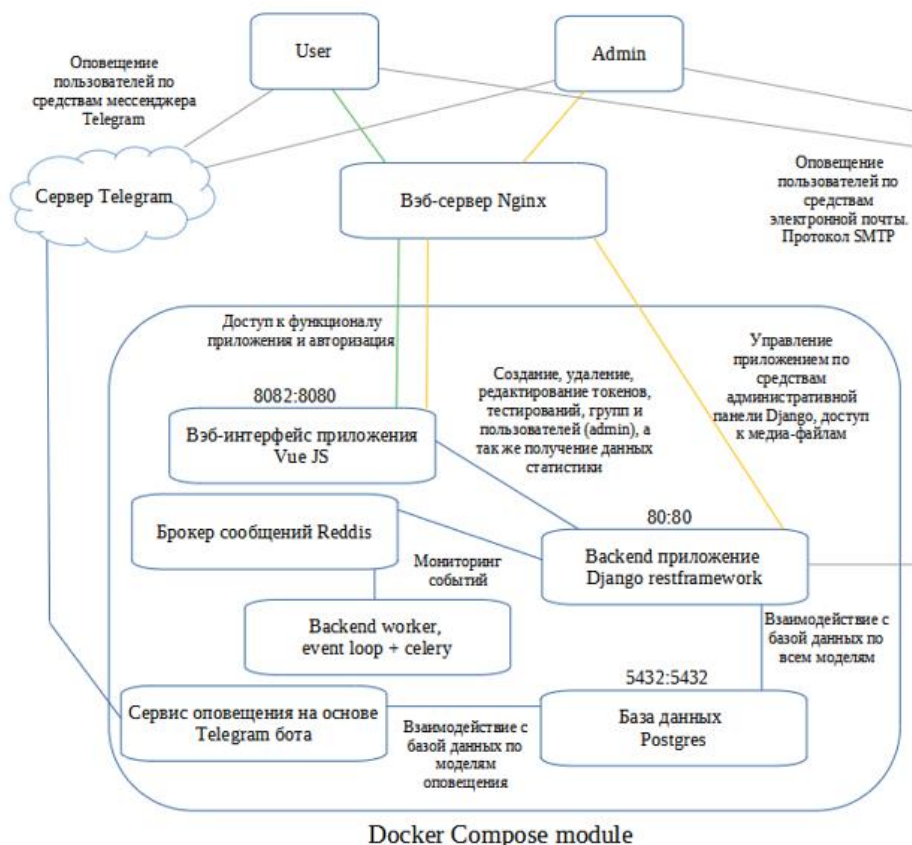 User
Admin
Оповещение
пользователей по
средствам мессенджера
Telegram
Сервер Telegram
Вэб-сервер Nginx
Оповещение
пользователей по
средствам
электронной почты.
Протокол SMTP
Доступ к функционалу
приложения и авторизация
Создание, удаление,
редактирование токенов,
тестирований, групп и
пользователей (admin), а
так же получение данных
статистики
Управление
приложением по
средствам
административной
панели Django, доступ
к медиа-файлам
8082:8080
Вэб-интерфейс приложения
Vue JS
Брокер сообщений Reddis
80:80
Backend приложение
Django restframework
Мониторинг
событий
Backend worker,
event loop + celery
Взаимодействие с
базой данных по
всем моделям
5432:5432
Сервис оповещения на основе
Telegram бота
Взаимодействие с
базой данных по
моделям
оповещения
База данных
Postgres
Docker Compose module